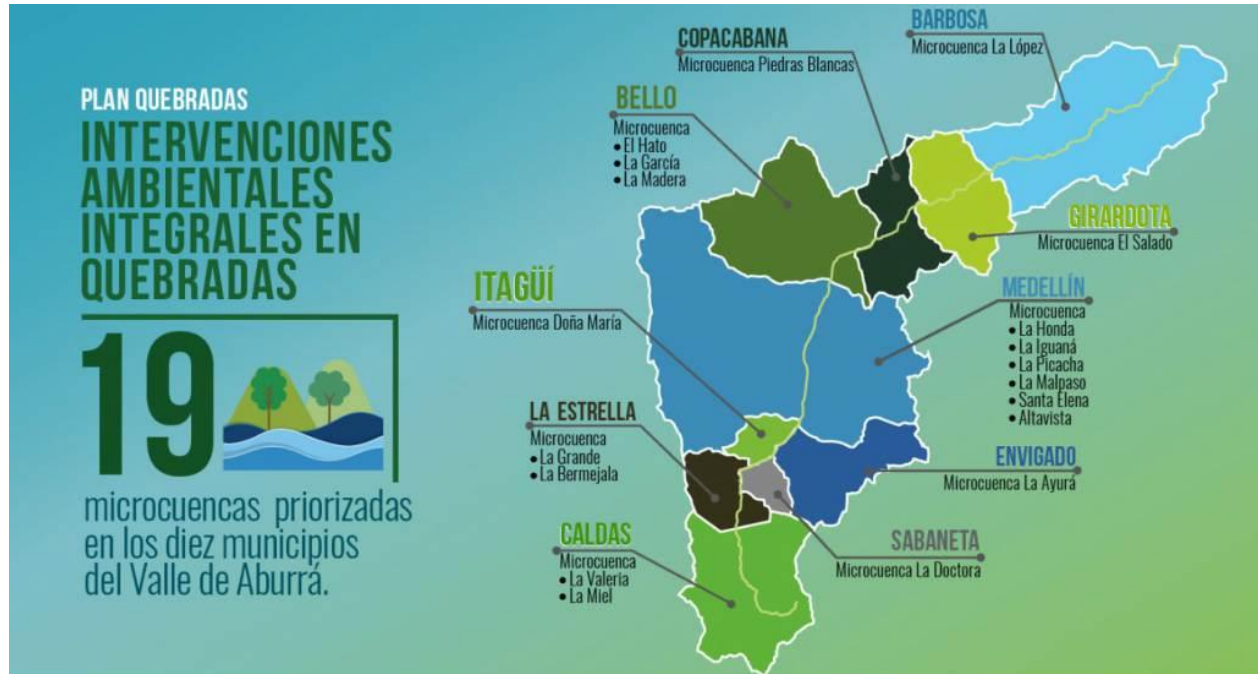 PLAN QUEBRADAS
INTERVENCIONES
AMBIENTALES
INTEGRALES EN
QUEBRADAS
19
microcuencas priorizadas
en los diez municipios
del Valle de Aburrá.
BARBOSA
Microcuenca La López
COPACABANA
Microcuenca Piedras Blancas
BELLO
Microcuenca
• El Hato
• La García
• La Madera
GIRARDOTA
Microcuenca El Salado
ITAGÜÍ
Microcuenca Doña María
MEDELLÍN
Microcuenca
• La Honda
• La Iguaná
• La Picacha
• La Malpaso
• Santa Elena
• Altavista
LA ESTRELLA
Microcuenca
• La Grande
• La Bermejala
ENVIGADO
Microcuenca La Ayurá
SABANETA
Microcuenca La Doctora
CALDAS
Microcuenca
• La Valeria
• La Miel